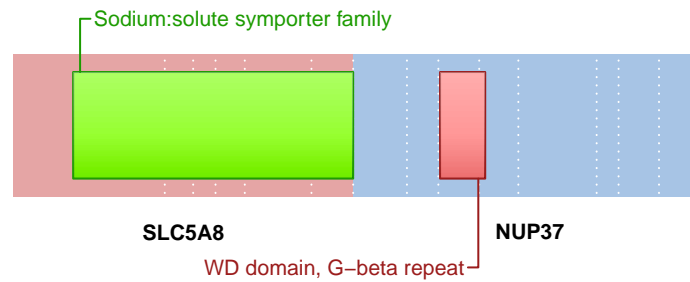 Sodium:solute symporter family
SLC5A8
NUP37
WD domain, G−beta repeat